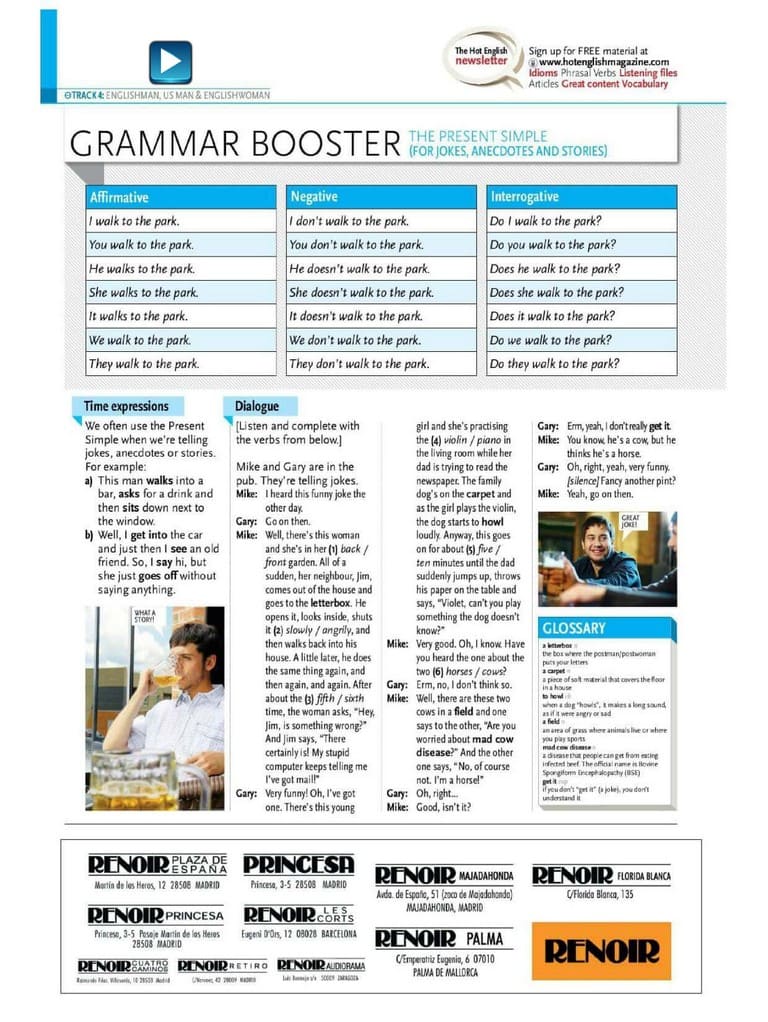 The Hot English
newsletter
Sign up for FREE material at
www.hotenglishmagazine.com
Idioms Phrasal Verbs Listening files
Articles Great content Vocabulary
TRACK 4: ENGLISHMAN, US MAN & ENGLISHWOMAN
GRAMMAR BOOSTER
THE PRESENT SIMPLE
(FOR JOKES, ANECDOTES AND STORIES)
Affirmative
I walk to the park.
You walk to the park.
He walks to the park.
She walks to the park.
It walks to the park.
We walk to the park.
They walk to the park.
Negative
I don't walk to the park.
You don't walk to the park.
He doesn't walk to the park.
She doesn't walk to the park.
It doesn't walk to the park.
We don't walk to the park.
They don't walk to the park.
Interrogative
Do I walk to the park?
Do you walk to the park?
Does he walk to the park?
Does she walk to the park?
Does it walk to the park?
Do we walk to the park?
Do they walk to the park?
Time expressions
We often use the Present
Simple when we're telling
jokes, anecdotes or stories.
For example:
a) This man walks into a
bar, asks for a drink and
then sits down next to
the window.
b) Well, I get into the car
and just then I see an old
friend. So, I say hi, but
she just goes off without
saying anything.
WHAT A
STORY!
Dialogue
[Listen and complete with
the verbs from below.]
Mike and Gary are in the
pub. They're telling jokes.
Mike: I heard this funny joke the
other day.
Gary: Go on then.
Mike: Well, there's this woman
and she's in her (1) back /
front garden. All of a
sudden, her neighbour, Jim,
comes out of the house and
goes to the letterbox. He
opens it, looks inside, shuts
it (2) slowly / angrily, and
then walks back into his
house. A little later, he does
the same thing again, and
then again, and again. After
about the (3) fifth / sixth
time, the woman asks, "Hey,
Jim, is something wrong?"
And Jim says, "There
certainly is! My stupid
computer keeps telling me
I've got mail!"
Gary: Very funny! Oh, I've got
one. There's this young
girl and she's practising
the (4) violin / piano in
the living room while her
dad is trying to read the
newspaper. The family
dog's on the carpet and
as the girl plays the violin,
the dog starts to howl
loudly. Anyway, this goes
on for about (5) five /
ten minutes until the dad
suddenly jumps up, throws
his paper on the table and
says, "Violet, can't you play
something the dog doesn't
know?"
Mike: Very good. Oh, I know. Have
you heard the one about the
two (6) horses / cows?
Gary: Erm, no, I don't think so.
Mike: Well, there are these two
cows in a field and one
says to the other, "Are you
worried about mad cow
disease?" And the other
one says, "No, of course
not. I'm a horse!"
Gary: Oh, right...
Mike: Good, isn't it?
Gary: Erm, yeah, I don't really get it.
Mike: You know, he's a cow, but he
thinks he's a horse.
Gary: Oh, right, yeah, very funny.
[silence] Fancy another pint?
Mike: Yeah, go on then.
GREAT
JOKE!
GLOSSARY
a letterbox n
the box where the postman/postwoman
puts your letters
a carpet n
a piece of soft material that covers the floor
in a house
to howl vb
when a dog "howls", it makes a long sound,
as if it were angry or sad
a field n
an area of grass where animals live or where
you play sports
mad cow disease n
a disease that people can get from eating
infected beef. The official name is Bovine
Spongiform Encephalopathy (BSE)
get it exp
if you don't "get it" (a joke), you don't
understand it
RENOIR PLAZA DE ESPAÑA
Martín de los Heros, 12 28508 MADRID
PRINCESA
Princesa, 3-5 28508 MADRID
RENOIR MAJADAHONDA
Avda. de España, 51 (zoco de Majadahonda)
MAJADAHONDA, MADRID
RENOIR FLORIDA BLANCA
C/Florida Blanca, 135
RENOIR PRINCESA
Princesa, 3-5 Pasaje Martín de los Heros
28508 MADRID
RENOIR LES CORTS
Eugeni D'Ors, 12 08028 BARCELONA
RENOIR PALMA
C/Emperatriz Eugenia, 6 07010
PALMA DE MALLORCA
RENOIR
RENOIR CUATRO CAMINOS
Raimundo Fdez. Villaverde, 10 28503 Madrid
RENOIR RETIRO
C/Narvaez, 42 28009 MADRID
RENOIR AUDIORAMA
50009 ZARAGOZA